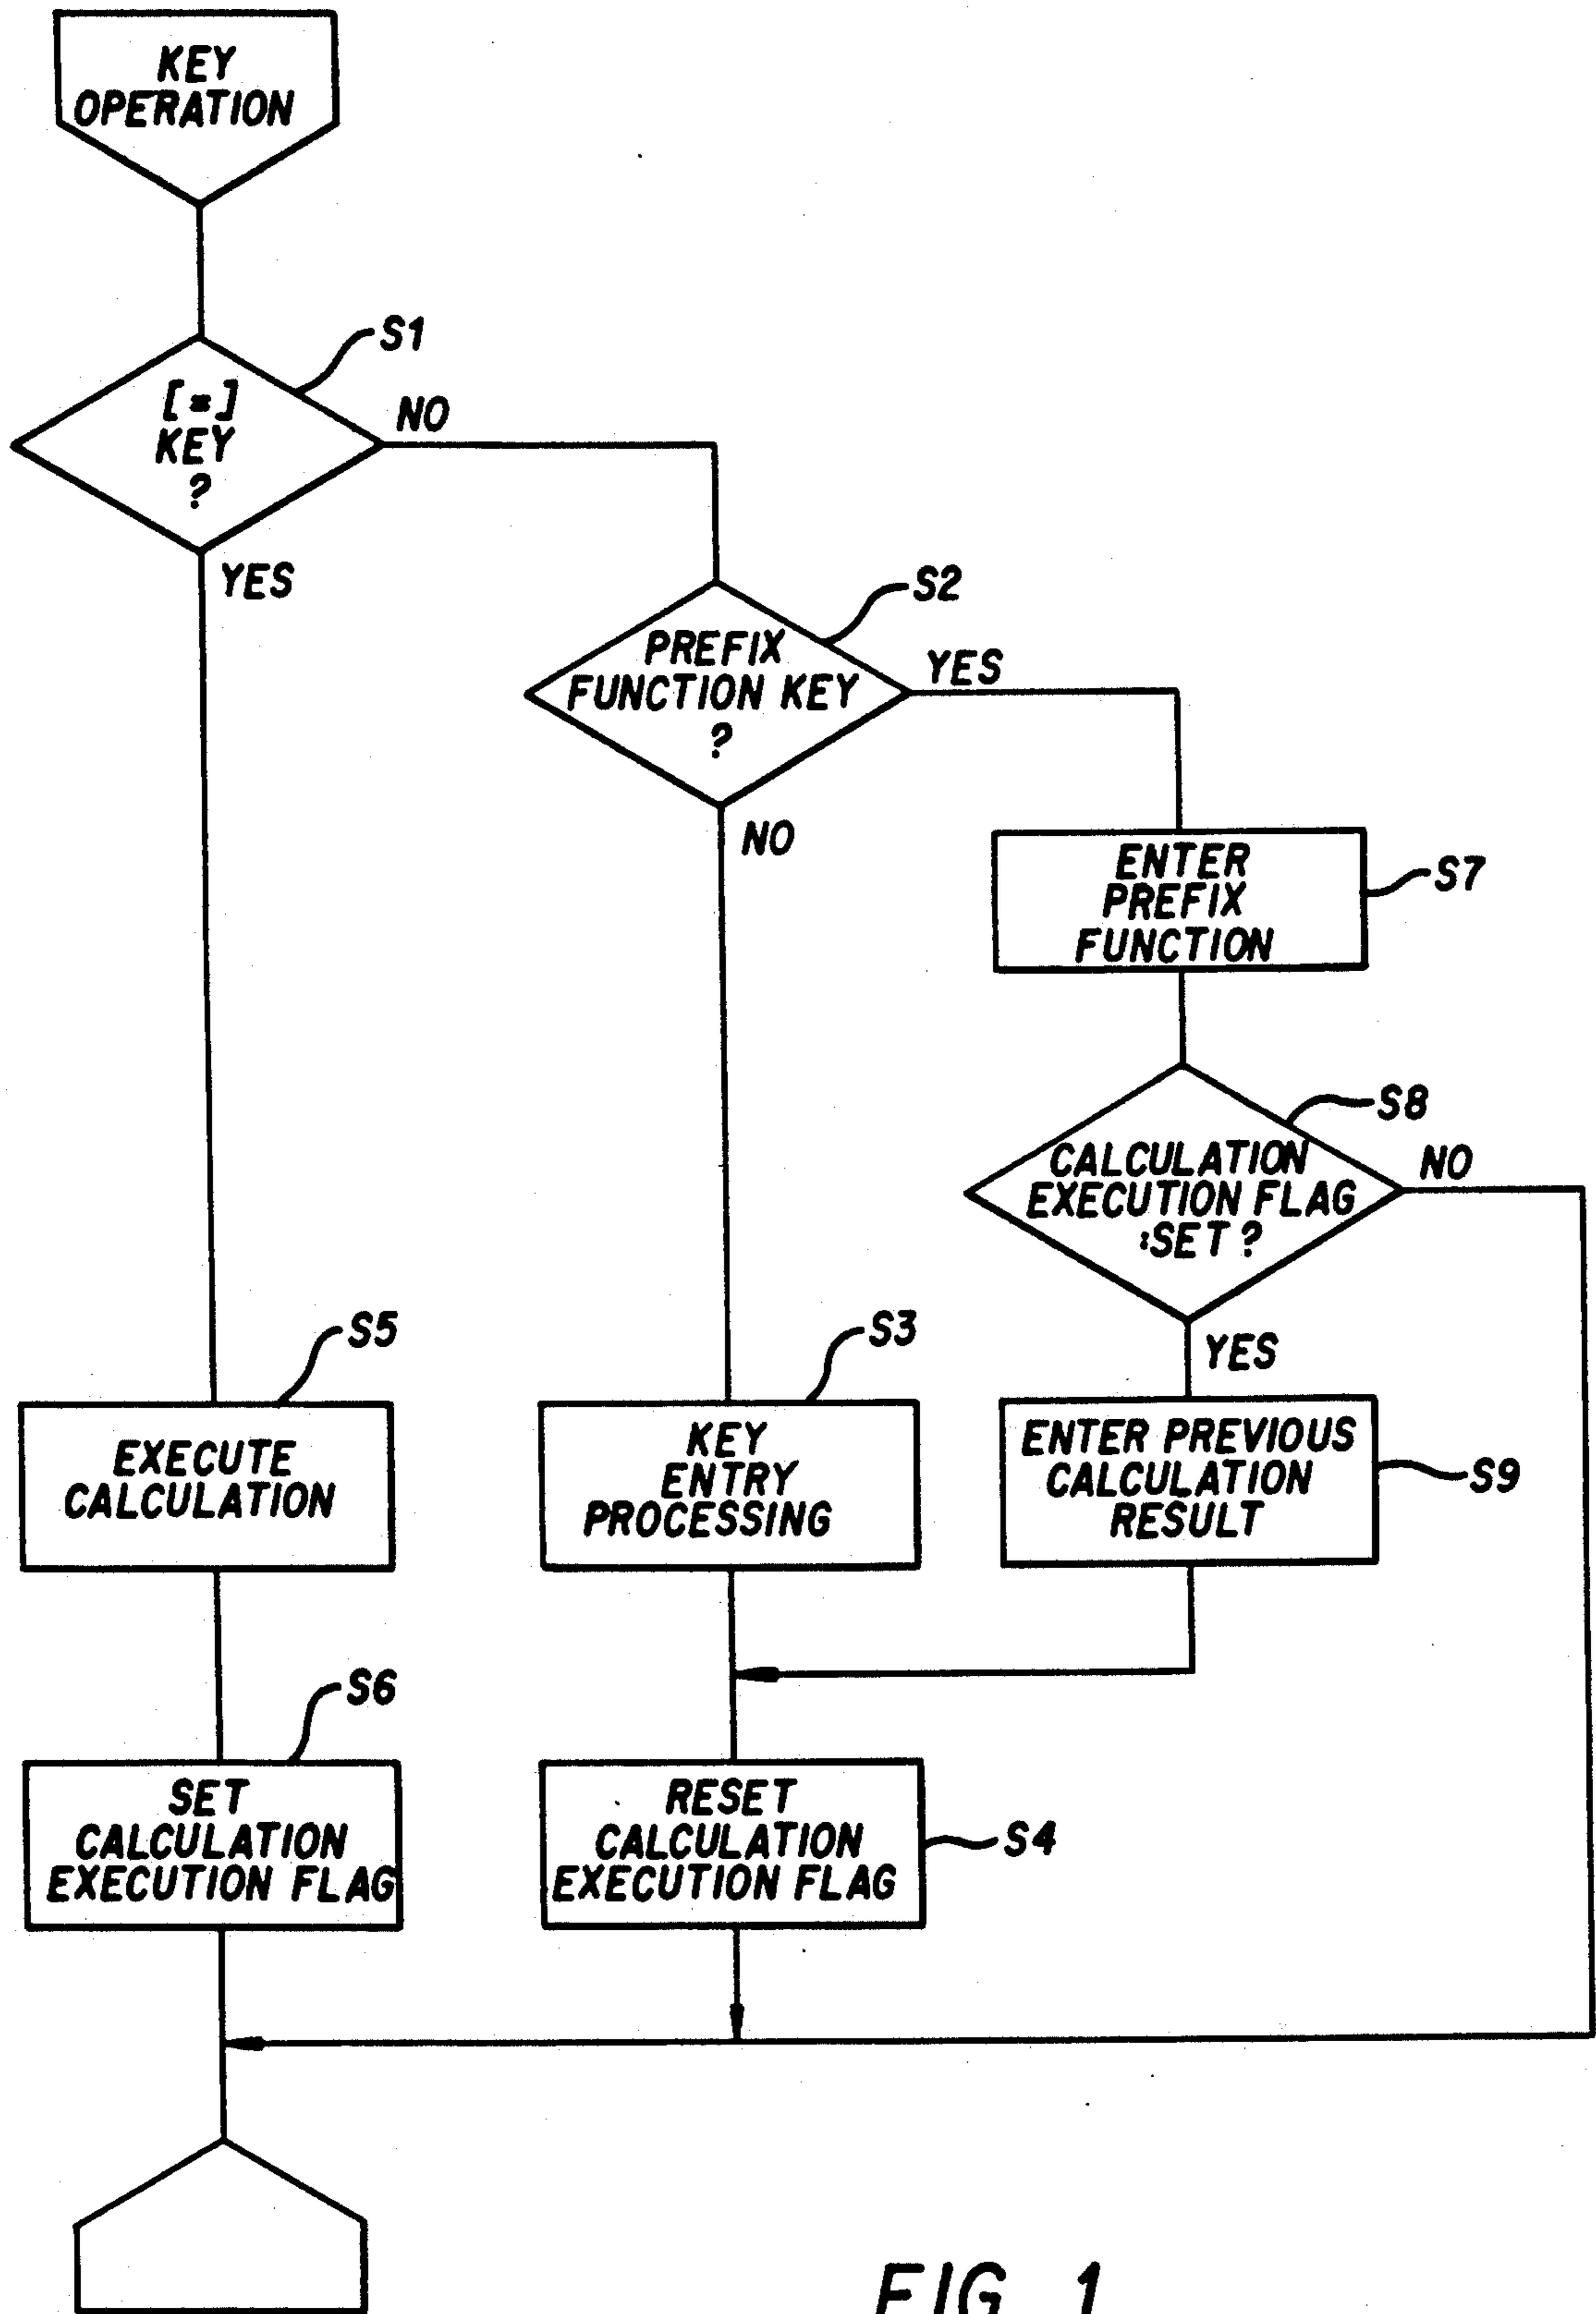 KEY
OPERATION
S1
[=]
KEY
?
NO
YES
S2
PREFIX
FUNCTION KEY
?
YES
NO
ENTER
PREFIX
FUNCTION
S7
S8
CALCULATION
EXECUTION FLAG
:SET ?
NO
YES
S5
EXECUTE
CALCULATION
S3
KEY
ENTRY
PROCESSING
ENTER PREVIOUS
CALCULATION
RESULT
S9
S6
SET
CALCULATION
EXECUTION FLAG
RESET
CALCULATION
EXECUTION FLAG
S4
FIG. 1